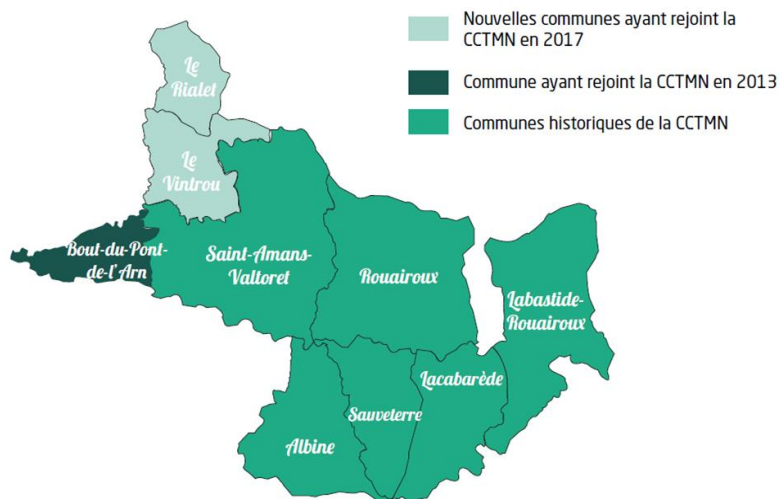 Nouvelles communes ayant rejoint la
CCTMN en 2017
Commune ayant rejoint la CCTMN en 2013
Communes historiques de la CCTMN
Le
Rialet
Le
Vintrou
Bout-du-Pont-
de-l'Arn
Saint-Amans-
Valtoret
Rouairoux
Labastide-
Rouairoux
Lacabarède
Sauveterre
Albine